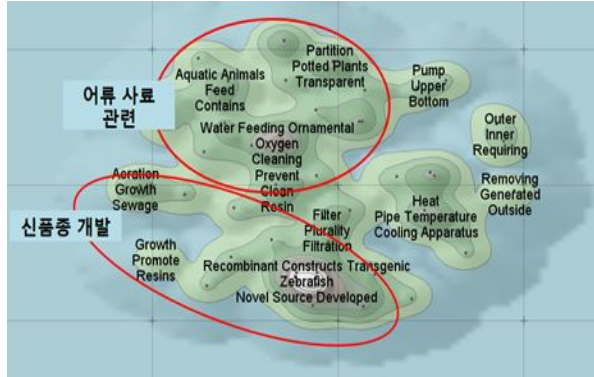 Partition
Potted Plants
Transparent
Aquatic Animals
Feed
Contains
Pump
Upper
Bottom
어류 사료
관련
Water Feeding Ornamental
Oxygen
Cleaning
Prevent
Clean
Resin
Outer
Inner
Requiring
Aeration
Growth
Sewage
Removing
Generated
Outside
Heat
Pipe Temperature
Cooling Apparatus
신품종 개발
Filter
Plurality
Filtration
Growth
Promote
Resins
Recombinant Constructs Transgenic
Zebrafish
Novel Source Developed